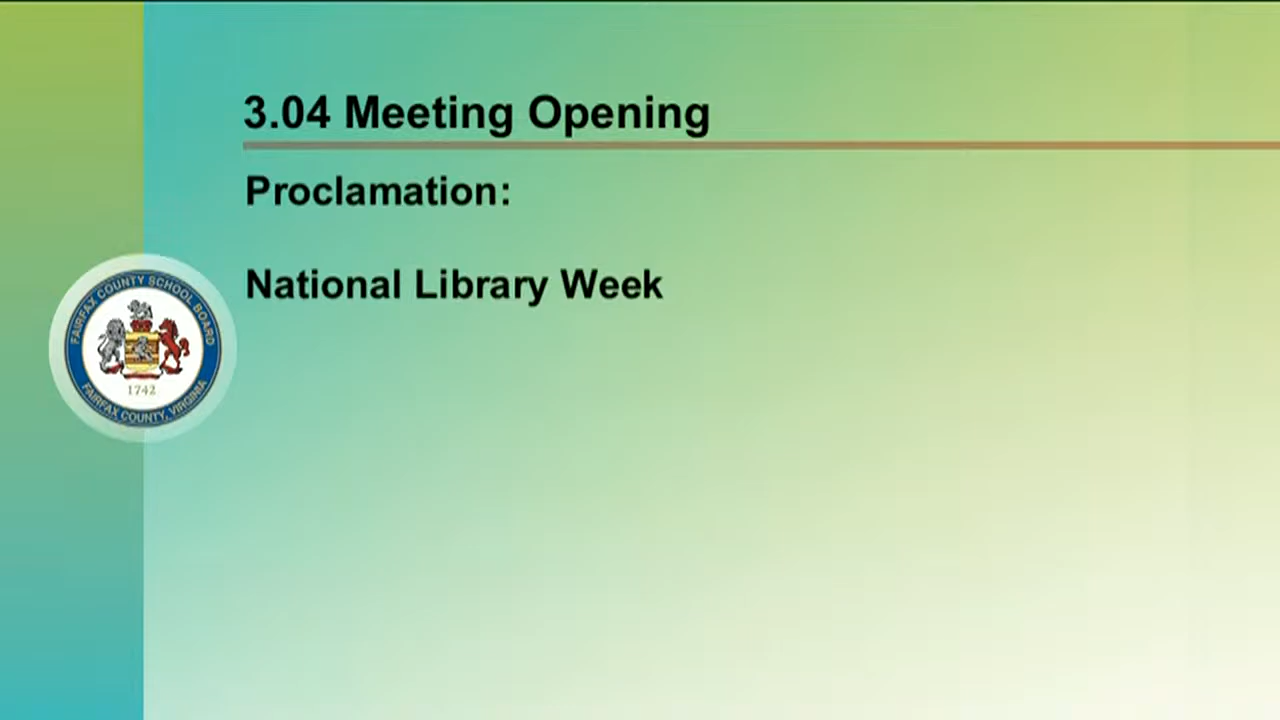 3.04 Meeting Opening
Proclamation:
National Library Week
FAIRFAX COUNTY SCHOOL BOARD
1742
FAIRFAX COUNTY, VIRGINIA